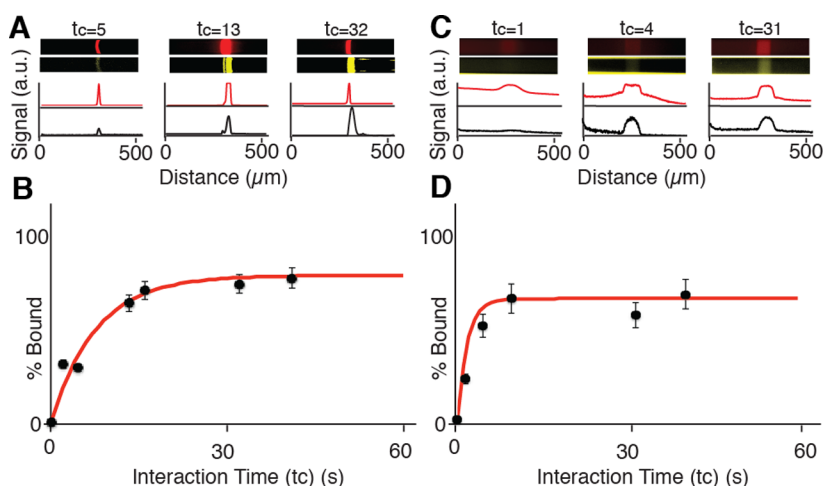 A
tc=5 tc=13 tc=32
Signal (a.u.)
0 500 0 500 0 500
Distance (µm)
C
tc=1 tc=4 tc=31
Signal (a.u.)
0 500 0 500 0 500
Distance (µm)
B
100
% Bound
0
0 30 60
Interaction Time (tc) (s)
D
100
% Bound
0
0 30 60
Interaction Time (tc) (s)